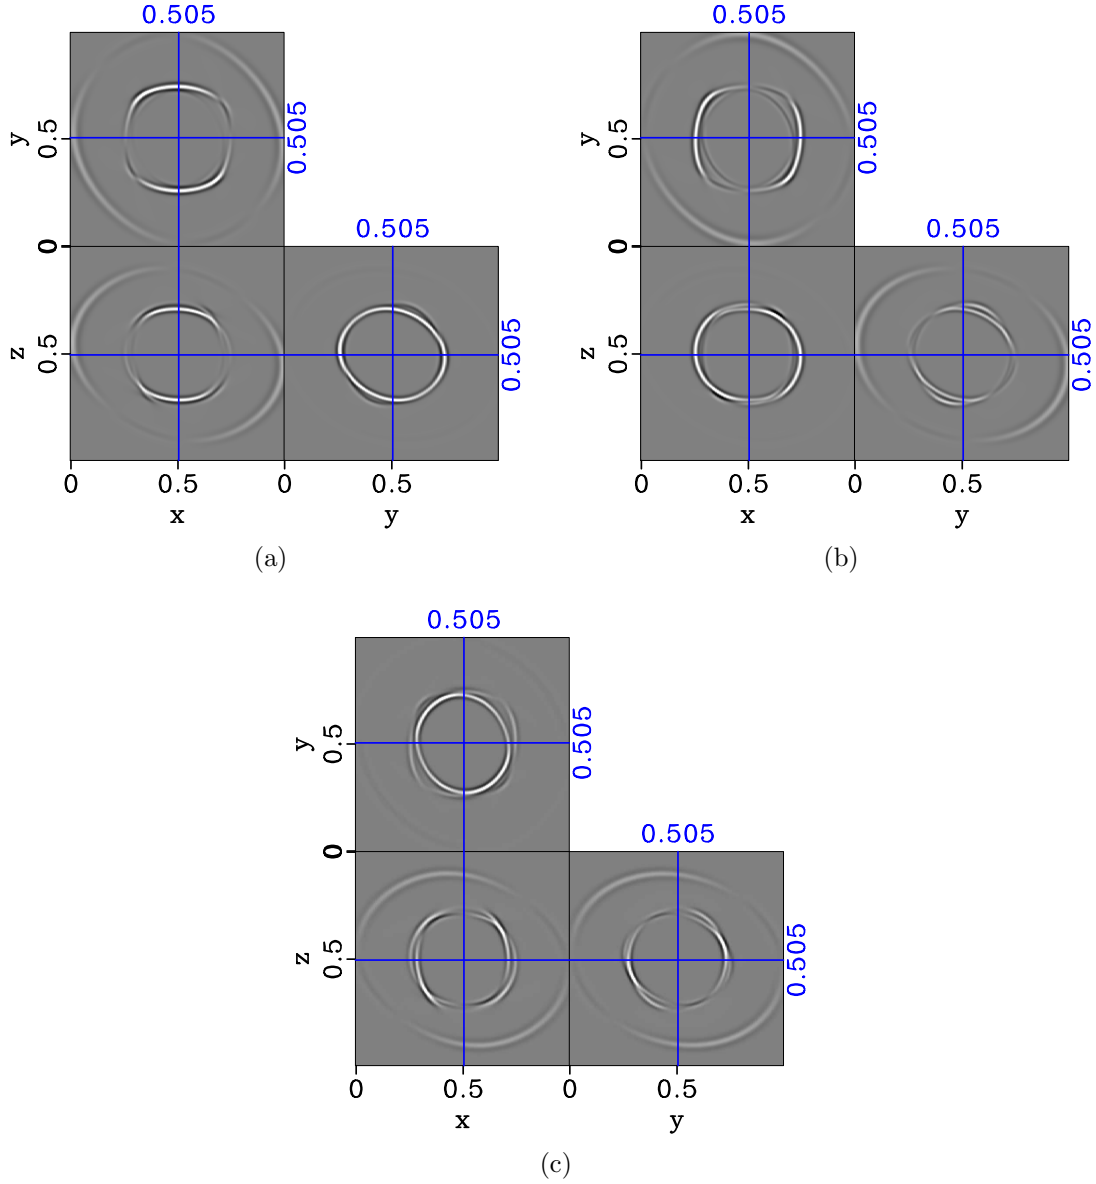 0.505 0.505
y 0.5 0.505 y 0.5 0.505
0 0.505 0 0.505
z 0.5 0.505 z 0.5 0.505
0 0.5 0 0.5 0 0.5 0 0.5
x y x y
(a) (b)
0.505
y 0.5 0.505
0 0.505
z 0.5 0.505
0 0.5 0 0.5
x y
(c)